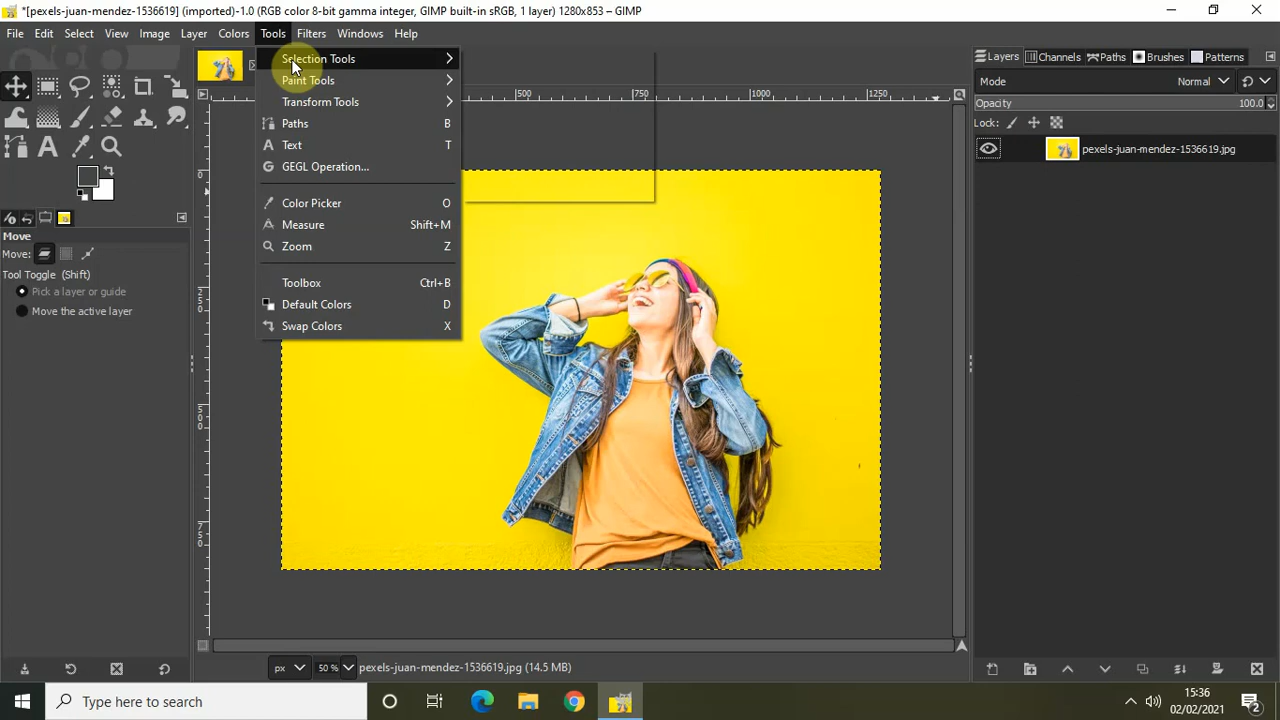 *[pexels-juan-mendez-1536619] (imported)-1.0 (RGB color 8-bit gamma integer, GIMP built-in sRGB, 1 layer) 1280x853 – GIMP
File Edit Select View Image Layer Colors Tools Filters Windows Help
Selection Tools
Paint Tools
Transform Tools
Paths B
Text T
GEGL Operation...
Color Picker O
Measure Shift+M
Zoom Z
Toolbox Ctrl+B
Default Colors D
Swap Colors X
Layers Channels Paths Brushes Patterns
Mode Normal
Opacity 100.0
Lock:
pexels-juan-mendez-1536619.jpg
500 750 1000 1250
0
250
500
750
Move
Move:
Tool Toggle (Shift)
Pick a layer or guide
Move the active layer
px 50 % pexels-juan-mendez-1536619.jpg (14.5 MB)
Type here to search
15:36
02/02/2021
2